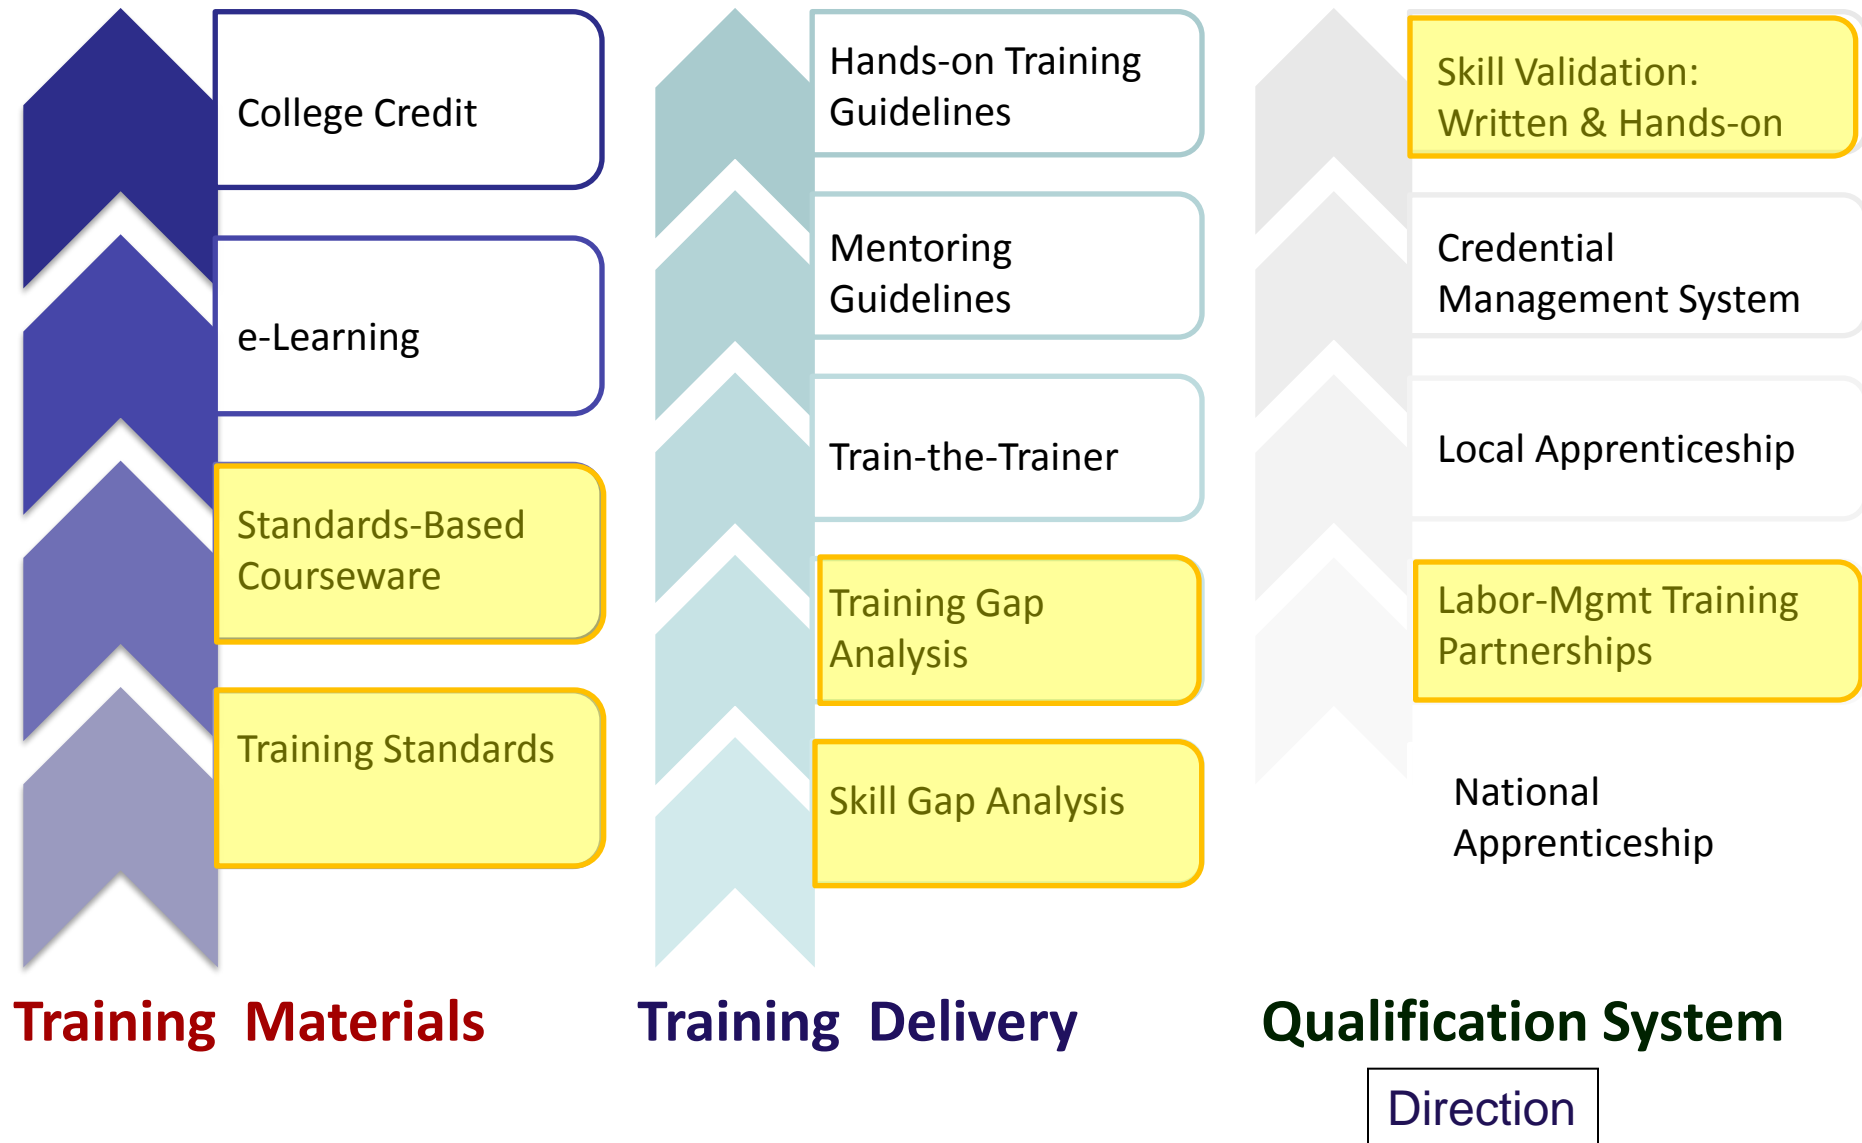 College Credit
e-Learning
Standards-Based
Courseware
Training Standards
Training Materials
Hands-on Training
Guidelines
Mentoring
Guidelines
Train-the-Trainer
Training Gap
Analysis
Skill Gap Analysis
Training Delivery
Skill Validation:
Written & Hands-on
Credential
Management System
Local Apprenticeship
Labor-Mgmt Training
Partnerships
National
Apprenticeship
Qualification System
Direction